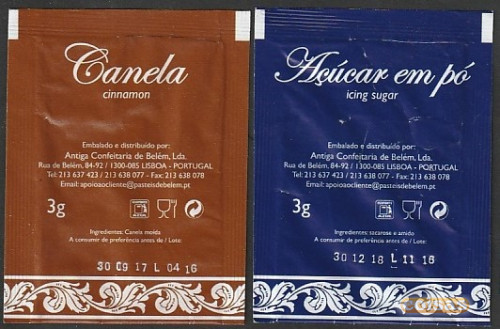 Canela
cinnamon
Embalado e distribuido por:
Antiga Confeitaria de Belém, Lda.
Rua de Belém, 84-92 / 1300-085 LISBOA - PORTUGAL
Tel: 213 637 423 / 213 638 077 - Fax: 213 638 078
Email: apoioaocliente@pasteisdebelem.pt
3g
Ingredientes: Canela moída
A consumir de preferência antes de / Lote:
30 09 17 L 04 16
Açúcar em pó
icing sugar
Embalado e distribuido por:
Antiga Confeitaria de Belém, Lda.
Rua de Belém, 84-92 / 1300-085 LISBOA - PORTUGAL
Tel: 213 637 423 / 213 638 077 - Fax: 213 638 078
Email: apoioaocliente@pasteisdebelem.pt
3g
Ingredientes: sacarose e amido
A consumir de preferência antes de / Lote:
30 12 18 L 11 16